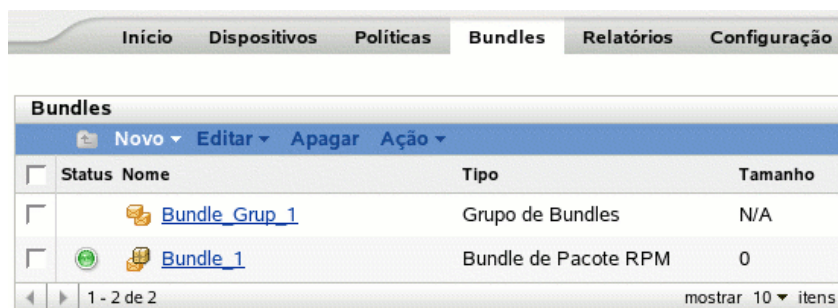 Início Dispositivos Políticas Bundles Relatórios Configuração
Bundles
Novo Editar Apagar Ação
Status Nome Tipo Tamanho
Bundle_Grup_1 Grupo de Bundles N/A
Bundle_1 Bundle de Pacote RPM 0
1 - 2 de 2 mostrar 10 itens